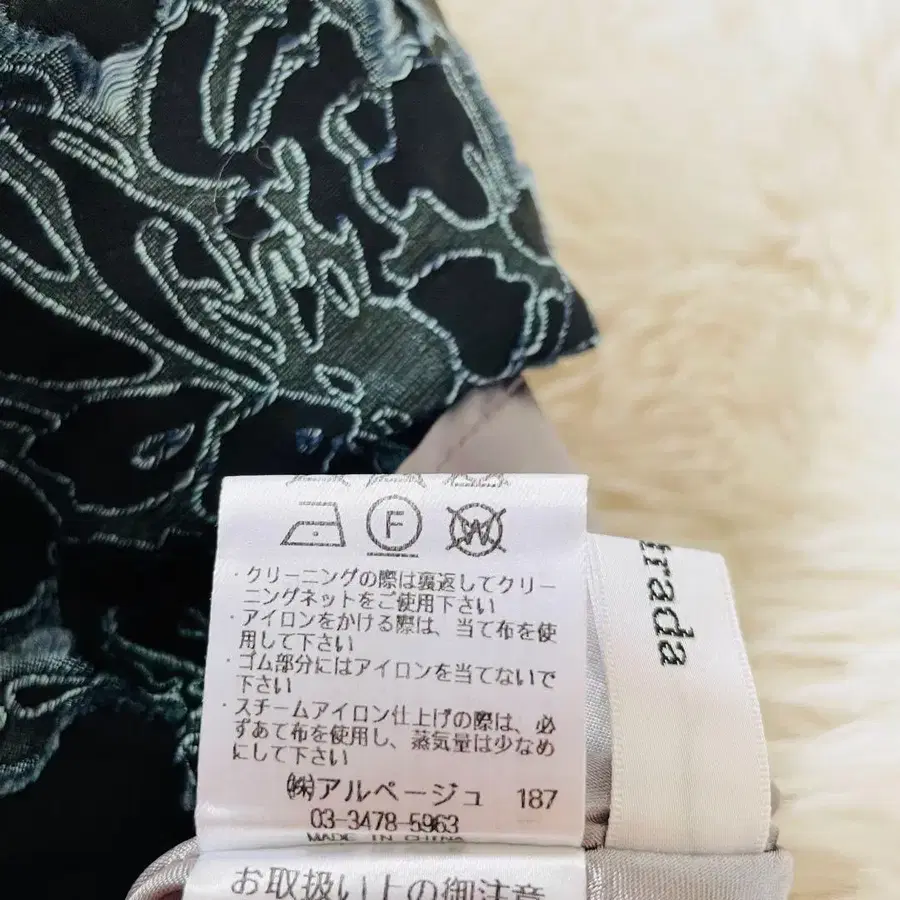 F
W
・クリーニングの際は裏返してクリー
ニングネットをご使用下さい
・アイロンをかける際は、当て布を使
用して下さい
・ゴム部分にはアイロンを当てないで
下さい
・スチームアイロン仕上げの際は、必
ずあて布を使用し、蒸気量は少なめ
にして下さい
㈱アルページュ 187
03-3478-5963
MADE IN CHINA
お取扱い上の御注意
strada